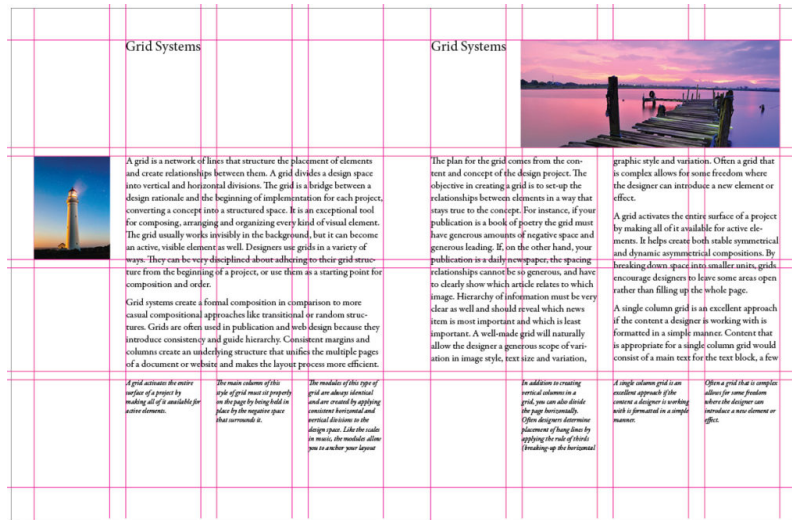 Grid Systems
A grid is a network of lines that structure the placement of elements
and create relationships between them. A grid divides a design space
into vertical and horizontal divisions. The grid is a bridge between a
design rationale and the beginning of implementation for each project,
converting a concept into a structured space. It is an exceptional tool
for composing, arranging and organizing every kind of visual element.
The grid usually works invisibly in the background, but it can become
an active, visible element as well. Designers use grids in a variety of
ways. They can be very disciplined about adhering to their grid struc-
ture from the beginning of a project, or use them as a starting point for
composition and order.
Grid systems create a formal composition in comparison to more
casual compositional approaches like transitional or random struc-
tures. Grids are often used in publication and web design because they
introduce consistency and guide hierarchy. Consistent margins and
columns create an underlying structure that unifies the multiple pages
of a document or website and makes the layout process more efficient.
A grid activates the entire
surface of a project by
making all of it available for
active elements.
The main column of this
style of grid must sit properly
on the page by being held in
place by the negative space
that surrounds it.
The modules of this type of
grid are always identical
and are created by applying
consistent horizontal and
vertical divisions to the
design space. Like the scales
in music, the modules allow
you to anchor your layout
Grid Systems
The plan for the grid comes from the con-
tent and concept of the design project. The
objective in creating a grid is to set-up the
relationships between elements in a way that
stays true to the concept. For instance, if your
publication is a book of poetry the grid must
have generous amounts of negative space and
generous leading. If, on the other hand, your
publication is a daily newspaper, the spacing
relationships cannot be so generous, and have
to clearly show which article relates to which
image. Hierarchy of information must be very
clear as well and should reveal which news
item is most important and which is least
important. A well-made grid will naturally
allow the designer a generous scope of vari-
ation in image style, text size and variation,
graphic style and variation. Often a grid that
is complex allows for some freedom where
the designer can introduce a new element or
effect.
A grid activates the entire surface of a project
by making all of it available for active ele-
ments. It helps create both stable symmetrical
and dynamic asymmetrical compositions. By
breaking down space into smaller units, grids
encourage designers to leave some areas open
rather than filling up the whole page.
A single column grid is an excellent approach
if the content a designer is working with is
formatted in a simple manner. Content that
is appropriate for a single column grid would
consist of a main text for the text block, a few
In addition to creating
vertical columns in a
grid, you can also divide
the page horizontally.
Often designers determine
placement of hang lines by
applying the rule of thirds
(breaking-up the horizontal
A single column grid is an
excellent approach if the
content a designer is working
with is formatted in a simple
manner.
Often a grid that is complex
allows for some freedom
where the designer can
introduce a new element or
effect.